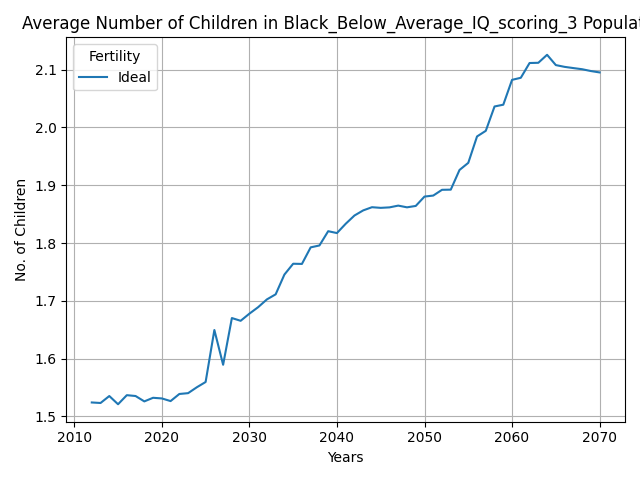 Average Number of Children in Black_Below_Average_IQ_scoring_3 Populat
Fertility
Ideal
No. of Children
2.1
2.0
1.9
1.8
1.7
1.6
1.5
2010 2020 2030 2040 2050 2060 2070
Years